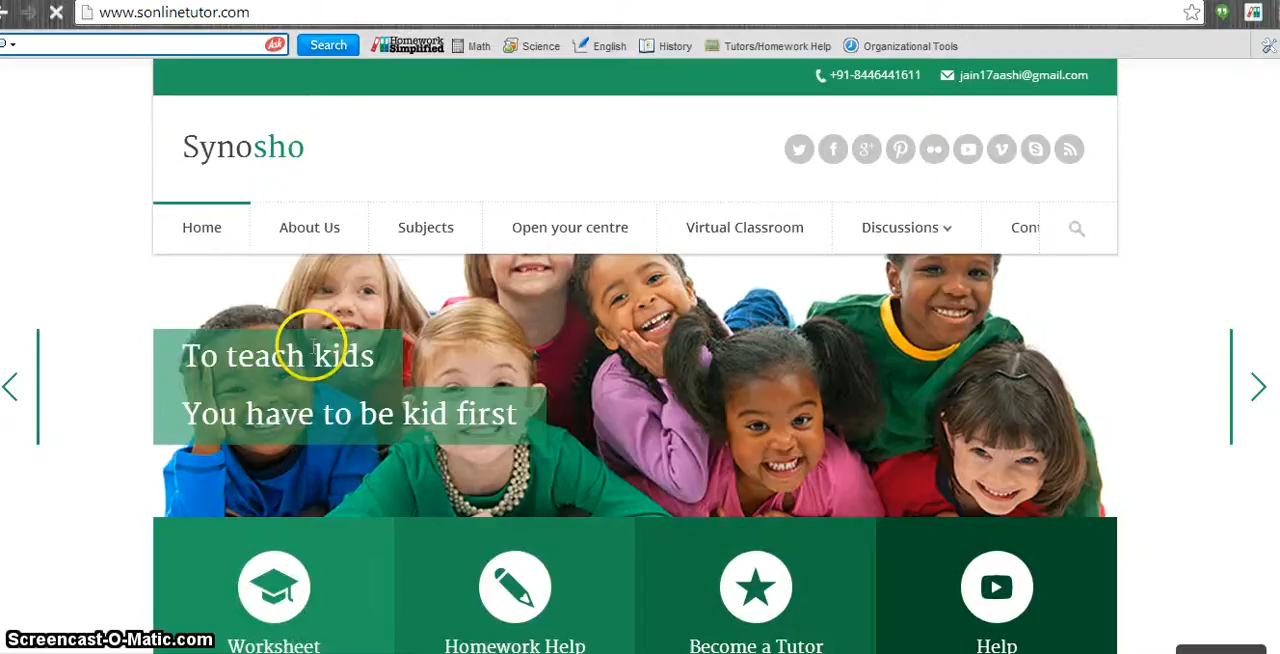 www.sonlinetutor.com
Ask Search Homework Simplified Math Science English History Tutors/Homework Help Organizational Tools
+91-8446441611 jain17aashi@gmail.com
Synosho
Home About Us Subjects Open your centre Virtual Classroom Discussions Cont
To teach kids
You have to be kid first
Worksheet Homework Help Become a Tutor Help
Screencast-O-Matic.com